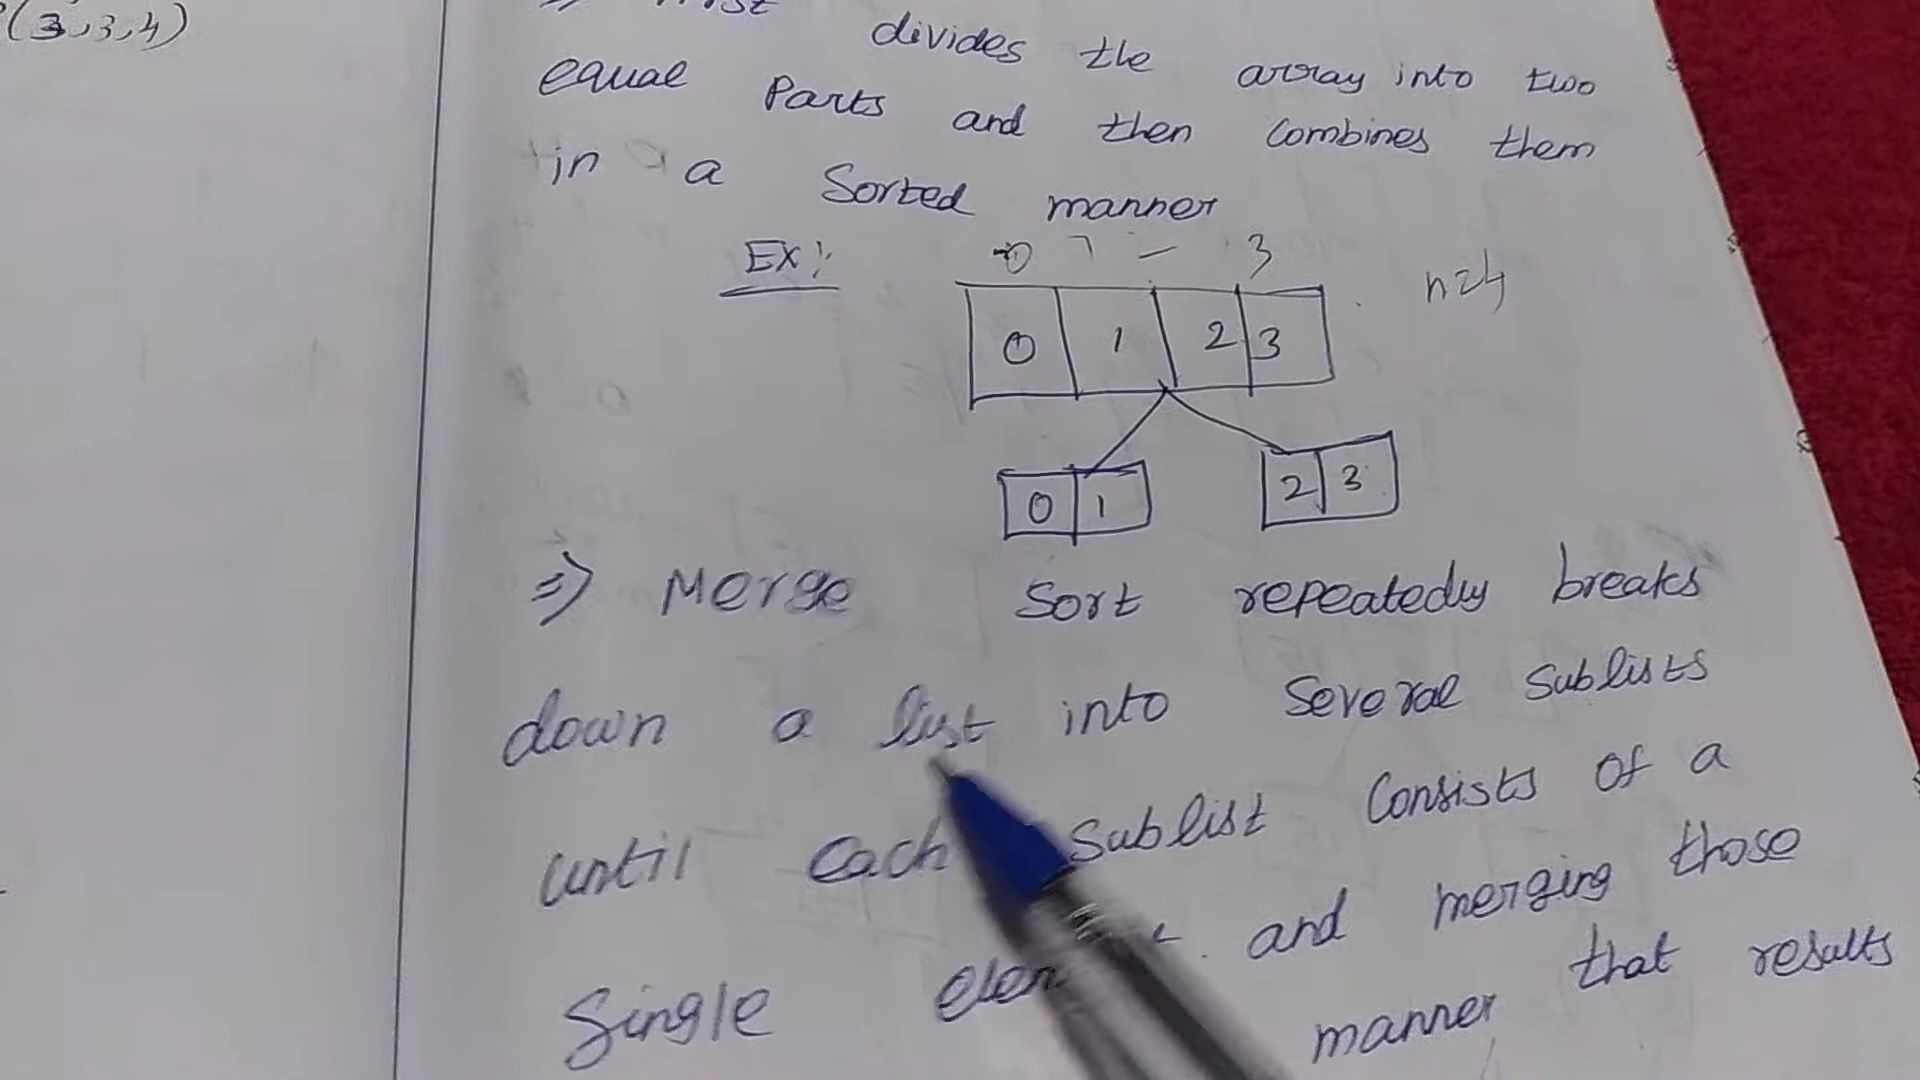 (3,3,4)
divides the array into two
equal Parts and then Combines them
in a Sorted manner
Ex:
0 1 - 3
0 1 2 3
n=4
0 1
2 3
=> Merge Sort repeatedly breaks
down a list into Several Sublists
until each Sublist Consists of a
Single and merging those
manner that results